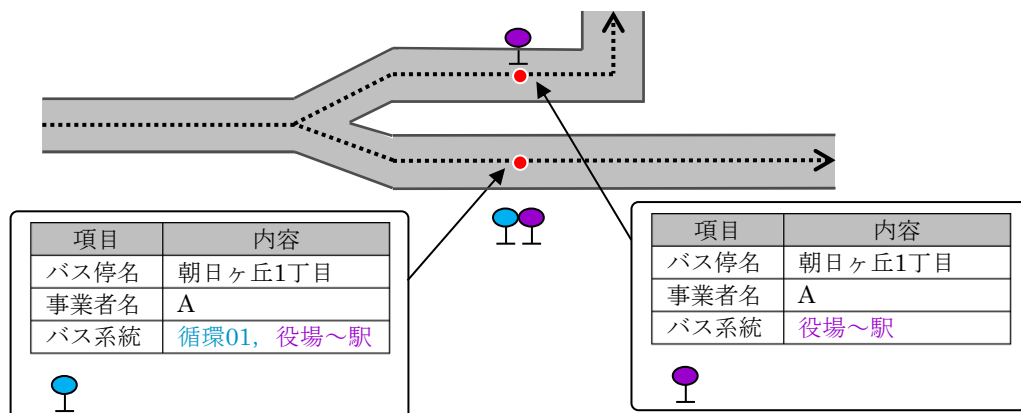 項目 内容
バス停名 朝日ヶ丘1丁目
事業者名 A
バス系統 循環01，役場～駅
項目 内容
バス停名 朝日ヶ丘1丁目
事業者名 A
バス系統 役場～駅